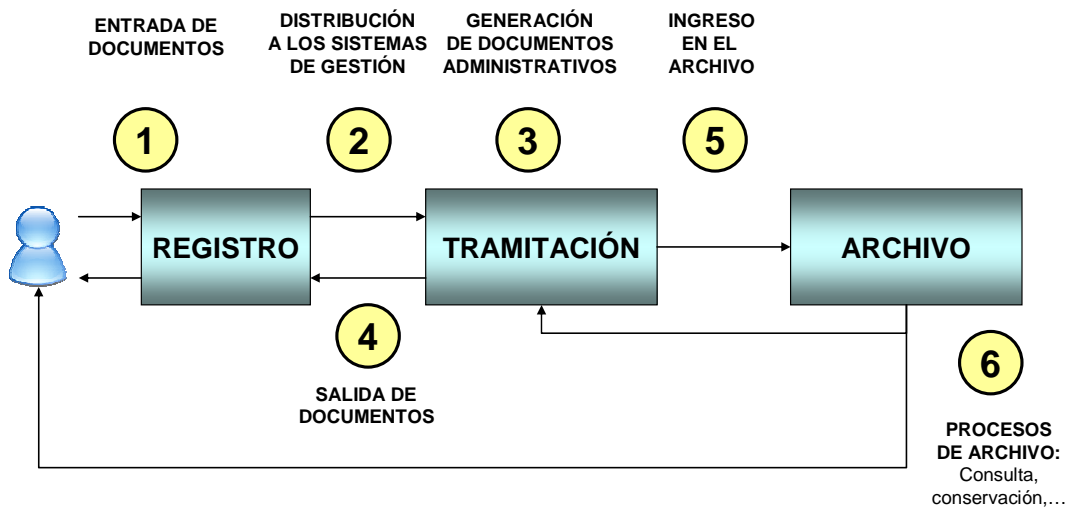 ENTRADA DE
DOCUMENTOS
DISTRIBUCIÓN
A LOS SISTEMAS
DE GESTIÓN
GENERACIÓN
DE DOCUMENTOS
ADMINISTRATIVOS
INGRESO
EN EL
ARCHIVO
1
2
3
5
REGISTRO
TRAMITACIÓN
ARCHIVO
4
SALIDA DE
DOCUMENTOS
6
PROCESOS
DE ARCHIVO:
Consulta,
conservación,…